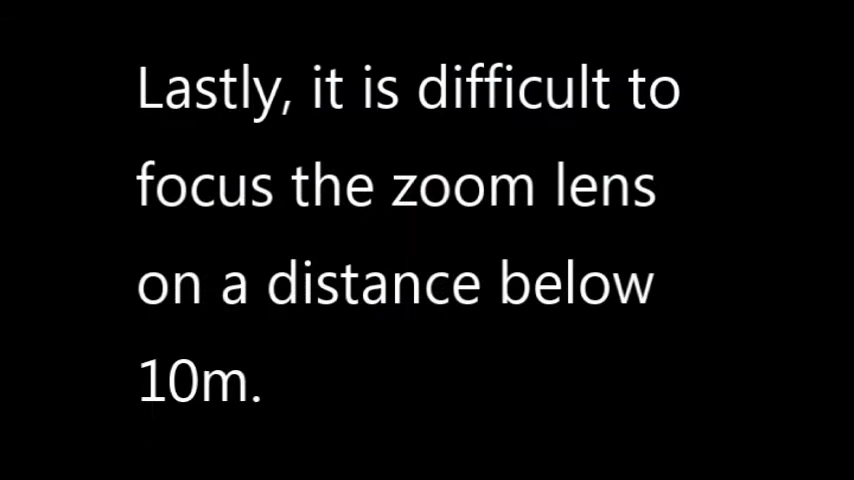 Lastly, it is difficult to
focus the zoom lens
on a distance below
10m.